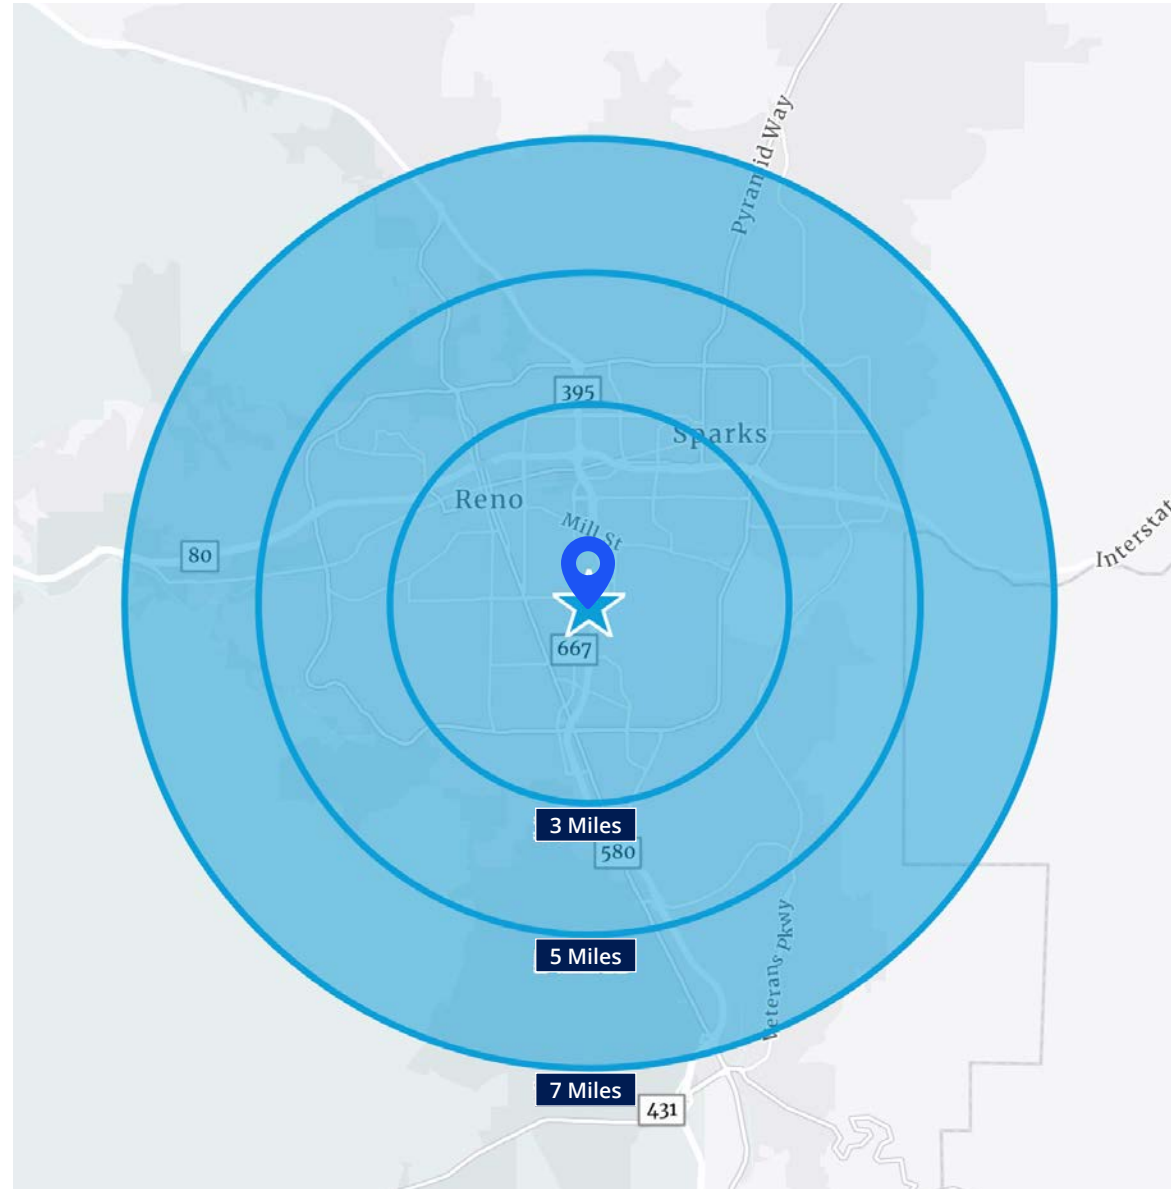 Pyramid Way
395
Sparks
Reno
Mill St
80
Interstat
667
3 Miles
580
Veterans Pkwy
5 Miles
7 Miles
431